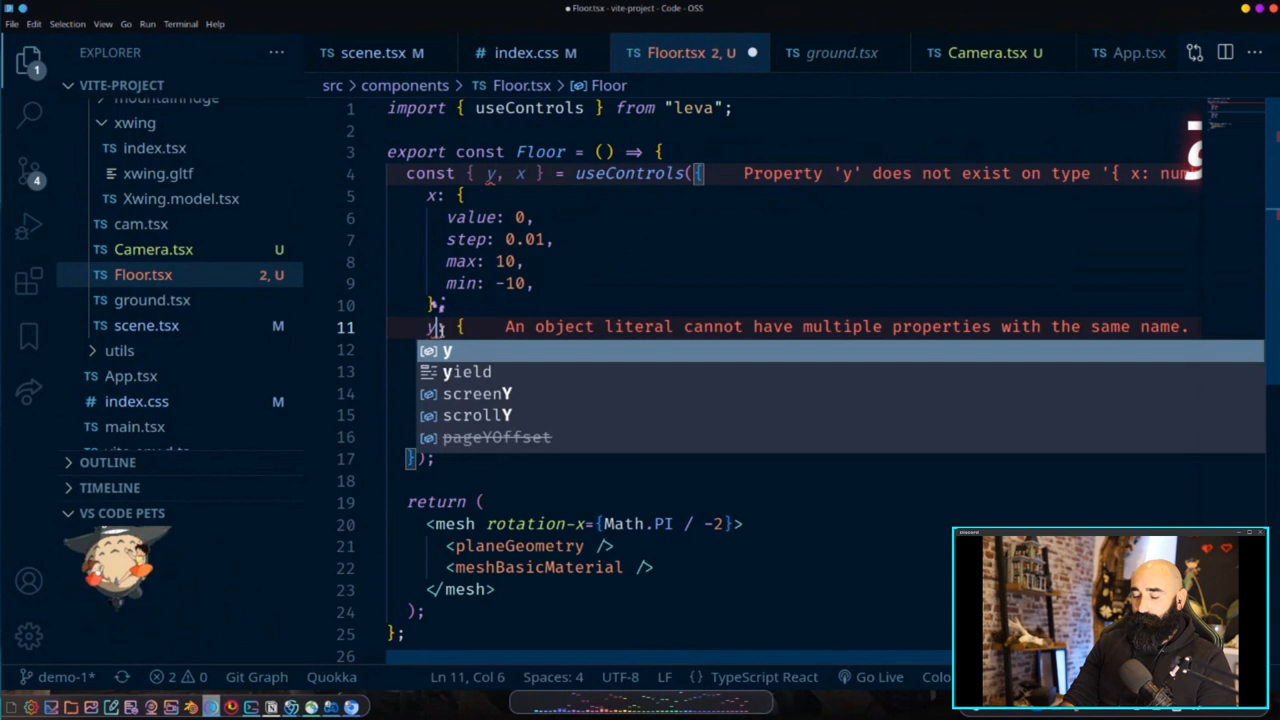 Floor.tsx - vite-project - Code - OSS
File Edit Selection View Go Run Terminal Help
EXPLORER
scene.tsx M
index.css M
Floor.tsx 2, U
ground.tsx
Camera.tsx U
App.tsx
1
VITE-PROJECT
src > components > Floor.tsx > Floor
mountainridge
xwing
index.tsx
xwing.gltf
Xwing.model.tsx
cam.tsx
Camera.tsx U
Floor.tsx 2, U
ground.tsx
scene.tsx M
utils
App.tsx
index.css M
main.tsx
OUTLINE
TIMELINE
VS CODE PETS
4
1 import { useControls } from "leva";
2
3 export const Floor = () => {
4 const { y, x } = useControls({ Property 'y' does not exist on type '{ x: num
5 x: {
6 value: 0,
7 step: 0.01,
8 max: 10,
9 min: -10,
10 },
11 y: { An object literal cannot have multiple properties with the same name.
12 y
13 yield
14 screenY
15 scrollY
16 pageYOffset
17 });
18
19 return (
20 <mesh rotation-x={Math.PI / -2}>
21 <planeGeometry />
22 <meshBasicMaterial />
23 </mesh>
24 );
25 };
26
Discord
demo-1* 2 0 Git Graph Quokka Ln 11, Col 6 Spaces: 4 UTF-8 LF {} TypeScript React Go Live Colo